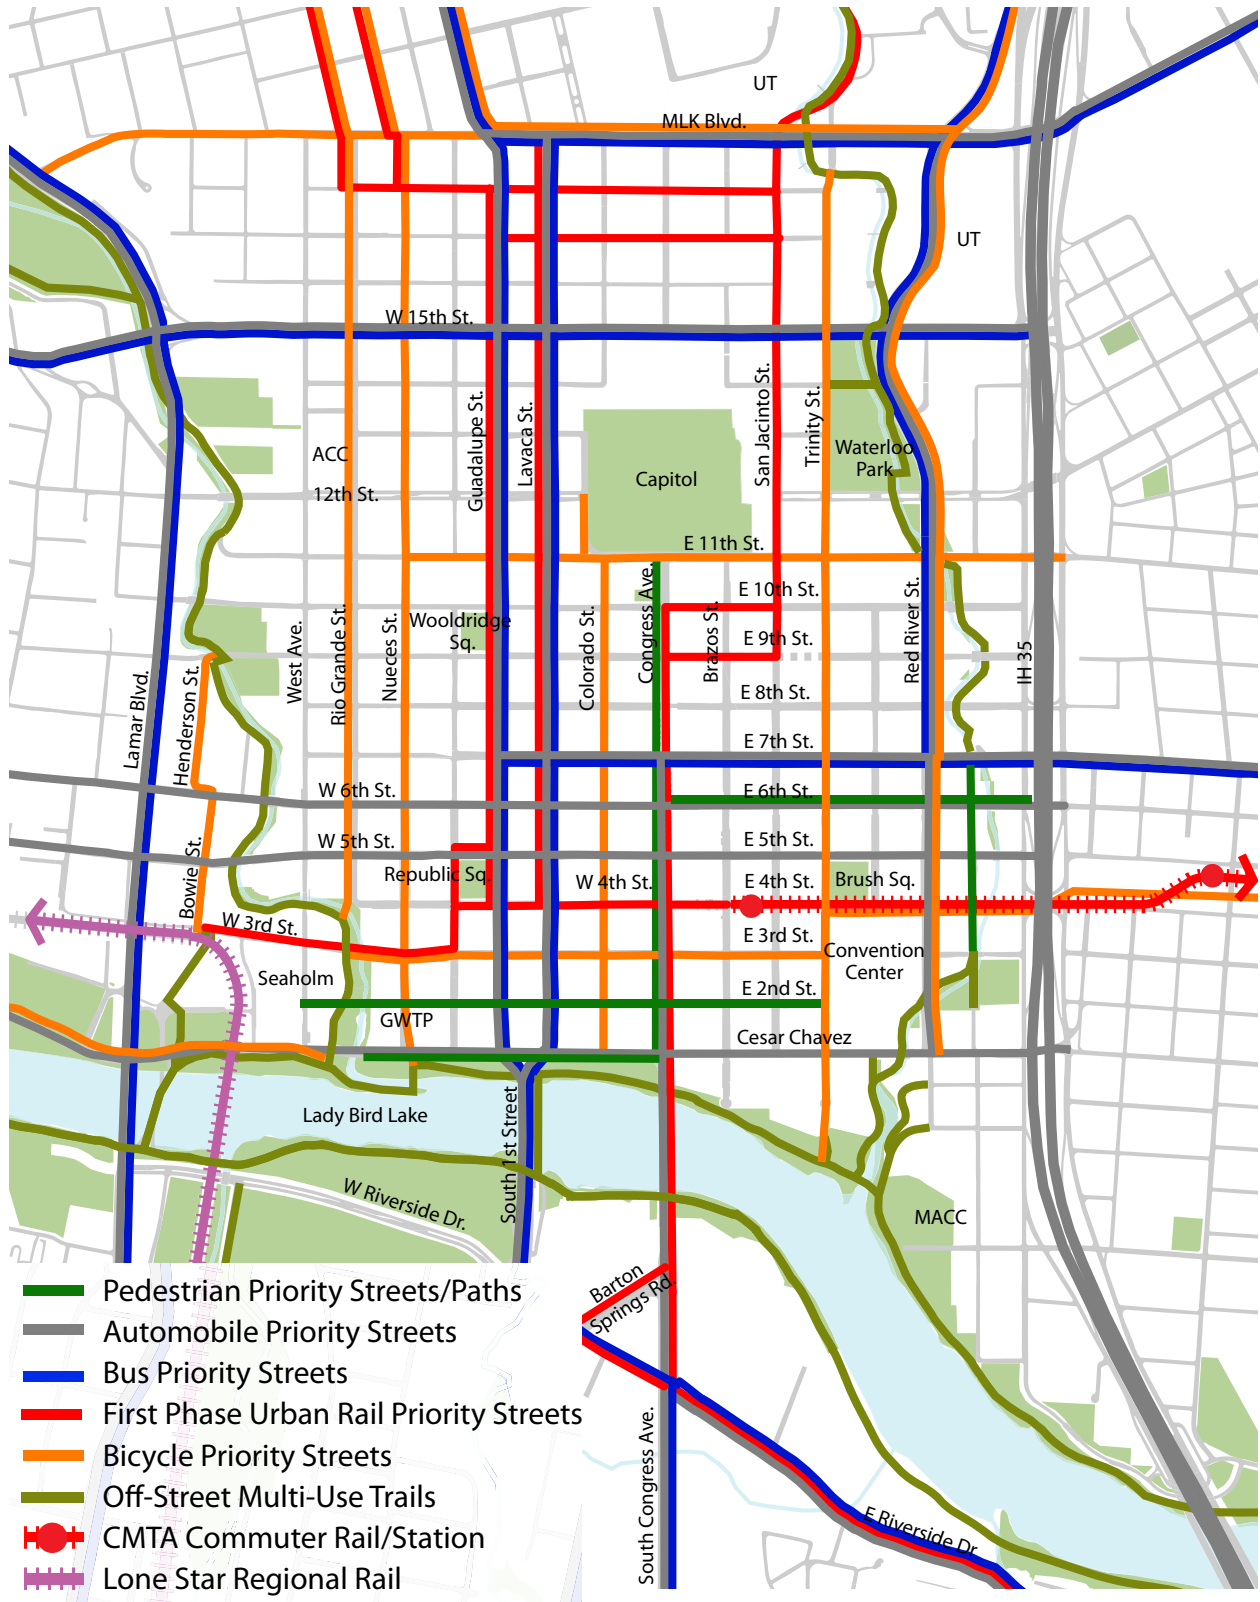 UT
MLK Blvd.
UT
W 15th St.
Guadalupe St.
Lavaca St.
San Jacinto St.
Trinity St.
Waterloo
Park
ACC
Capitol
12th St.
E 11th St.
E 10th St.
Wooldridge
Sq.
E 9th St.
West Ave.
Rio Grande St.
Nueces St.
Colorado St.
Congress Ave.
Brazos St.
Red River St.
IH 35
Lamar Blvd.
Henderson St.
E 8th St.
E 7th St.
W 6th St.
E 6th St.
W 5th St.
E 5th St.
Bowie St.
Republic Sq.
W 4th St.
E 4th St.
Brush Sq.
W 3rd St.
E 3rd St.
Convention
Center
Seaholm
E 2nd St.
GWTP
Cesar Chavez
Lady Bird Lake
South 1st Street
W Riverside Dr.
MACC
Barton
Springs Rd.
South Congress Ave.
E Riverside Dr
Pedestrian Priority Streets/Paths
Automobile Priority Streets
Bus Priority Streets
First Phase Urban Rail Priority Streets
Bicycle Priority Streets
Off-Street Multi-Use Trails
CMTA Commuter Rail/Station
Lone Star Regional Rail